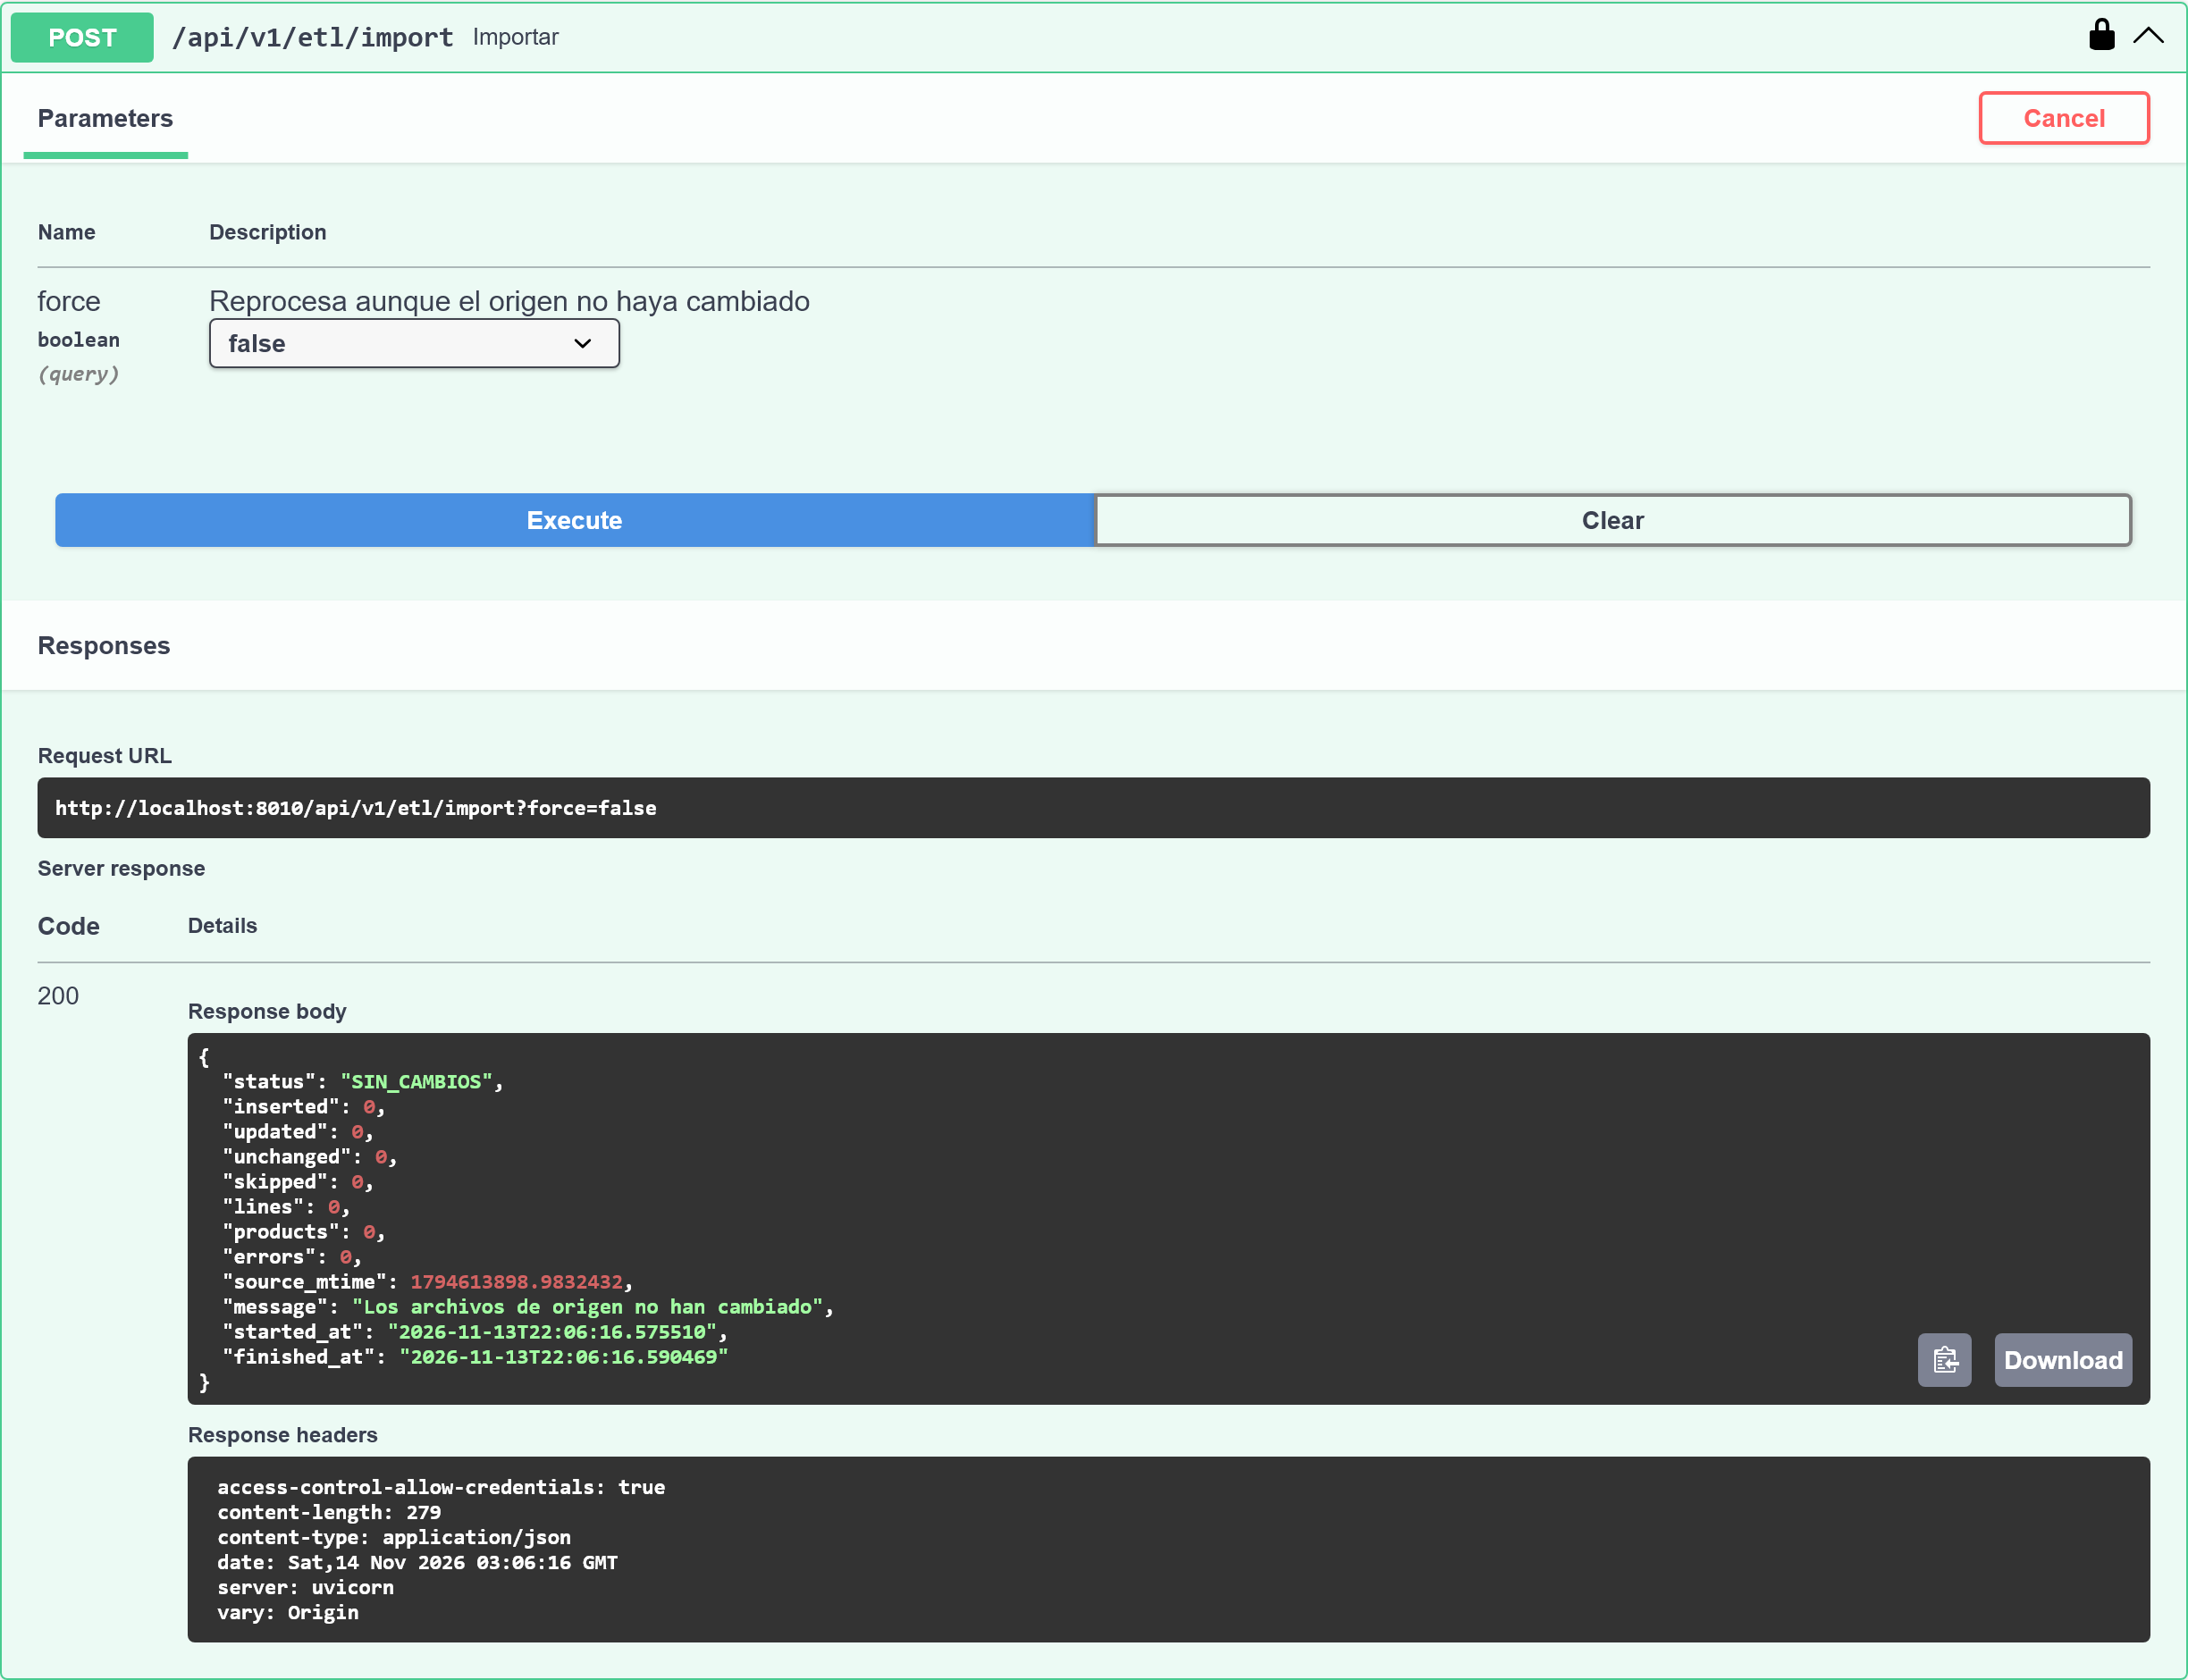 POST /api/v1/etl/import Importar
Parameters
Cancel
Name Description
force Reprocesa aunque el origen no haya cambiado
boolean false
(query)
Execute Clear
Responses
Request URL
http://localhost:8010/api/v1/etl/import?force=false
Server response
Code Details
200
Response body
{
  "status": "SIN_CAMBIOS",
  "inserted": 0,
  "updated": 0,
  "unchanged": 0,
  "skipped": 0,
  "lines": 0,
  "products": 0,
  "errors": 0,
  "source_mtime": 1794613898.9832432,
  "message": "Los archivos de origen no han cambiado",
  "started_at": "2026-11-13T22:06:16.575510",
  "finished_at": "2026-11-13T22:06:16.590469"
}
Download
Response headers
access-control-allow-credentials: true
content-length: 279
content-type: application/json
date: Sat,14 Nov 2026 03:06:16 GMT
server: uvicorn
vary: Origin